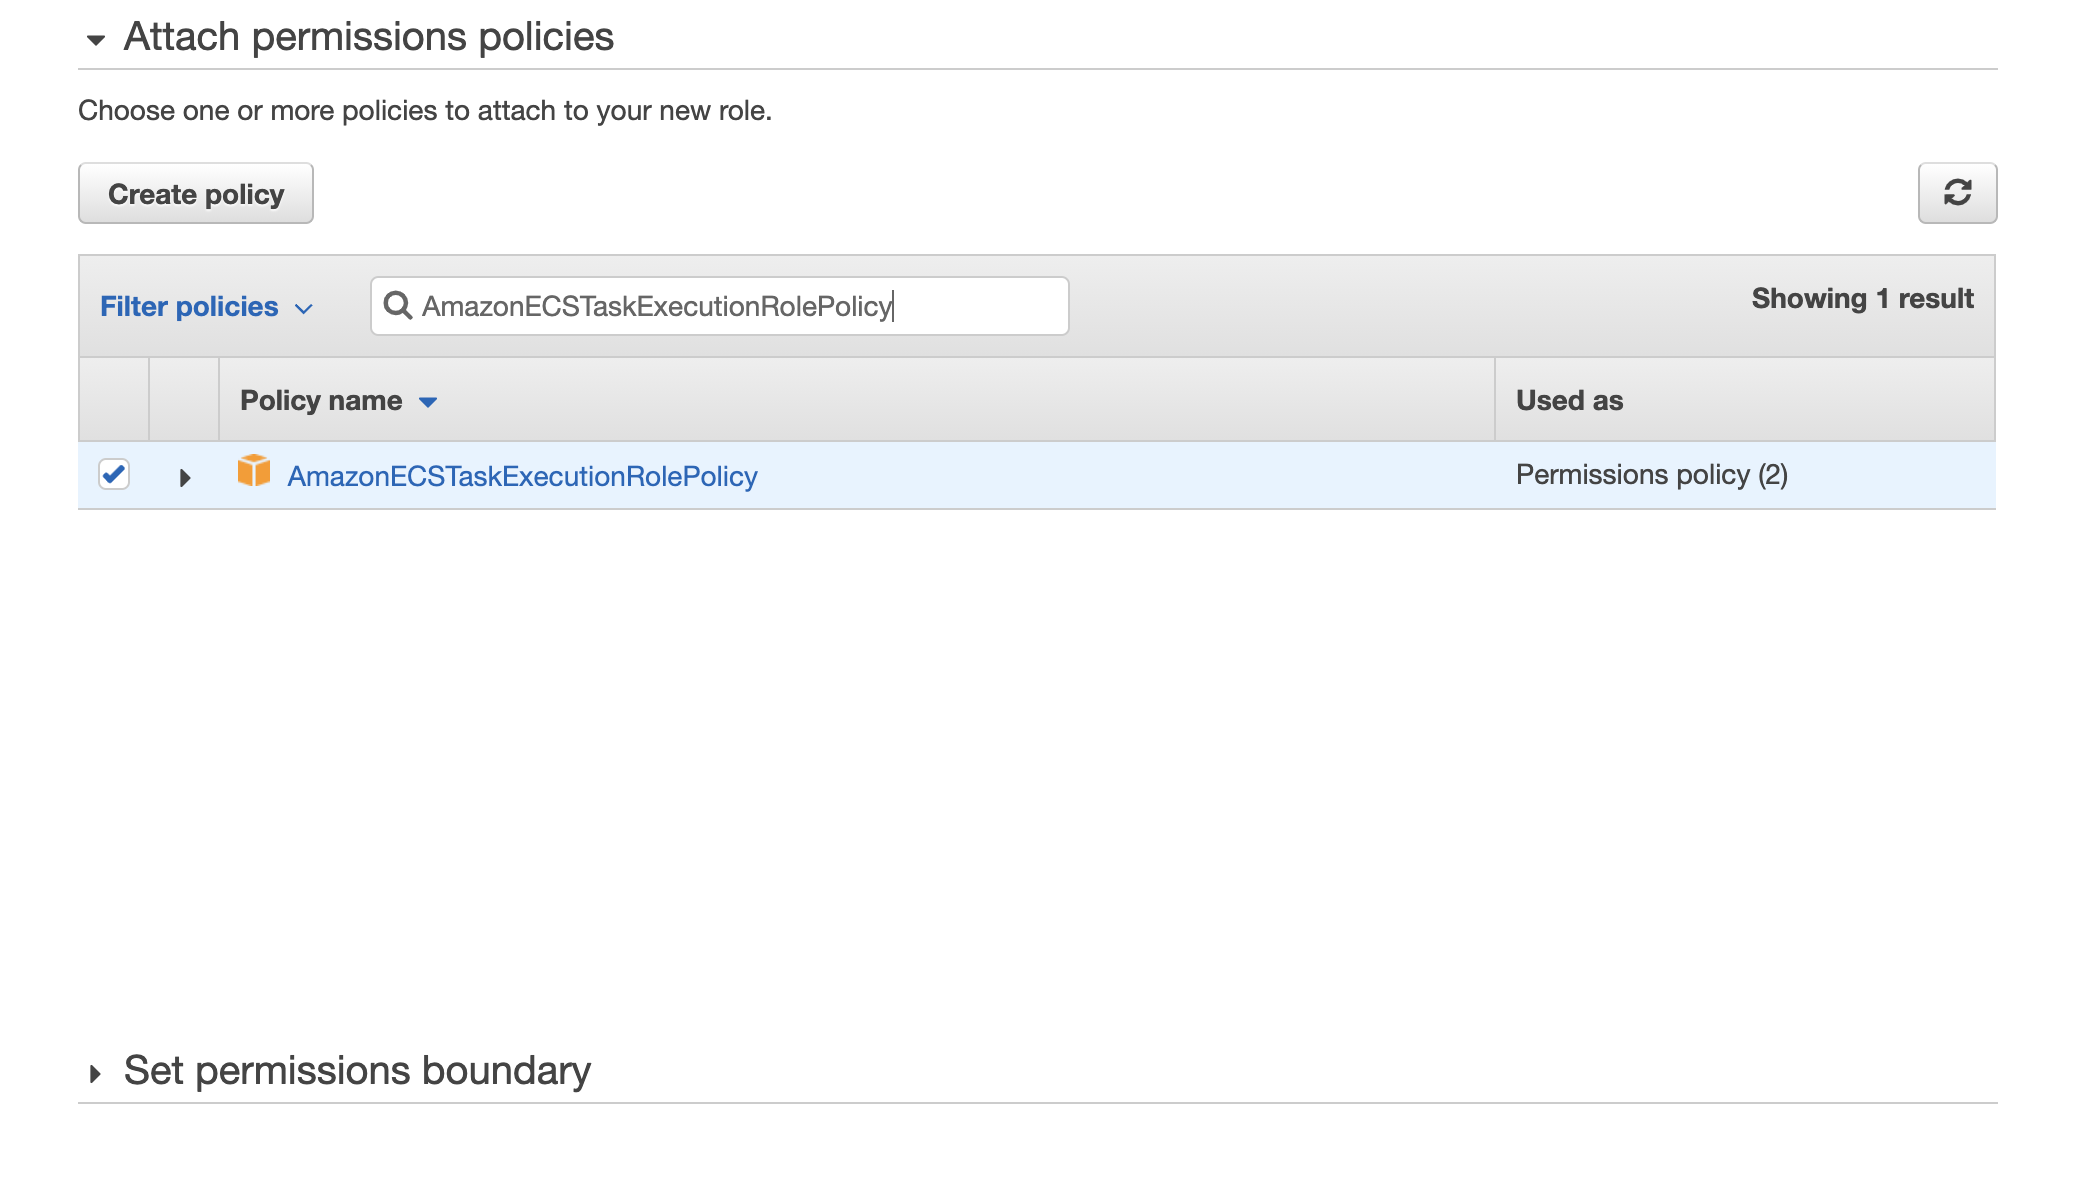 Attach permissions policies
Choose one or more policies to attach to your new role.
Create policy
Filter policies AmazonECSTaskExecutionRolePolicy Showing 1 result
Policy name Used as
AmazonECSTaskExecutionRolePolicy Permissions policy (2)
Set permissions boundary